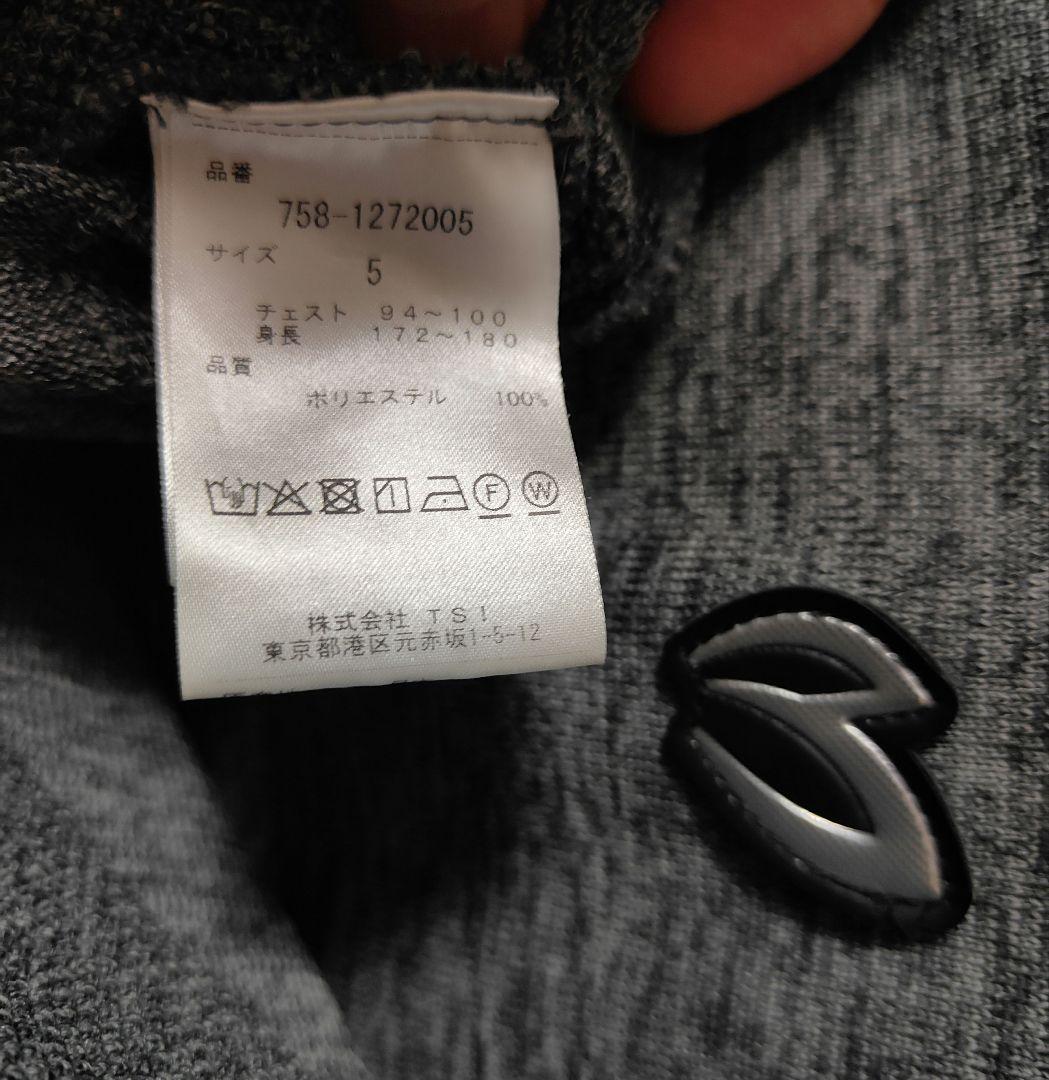 品番
758-1272005
サイズ
5
チェスト 94～100
身長 172～180
品質
ポリエステル 100%
F W
株式会社 TSI
東京都港区元赤坂1-5-12